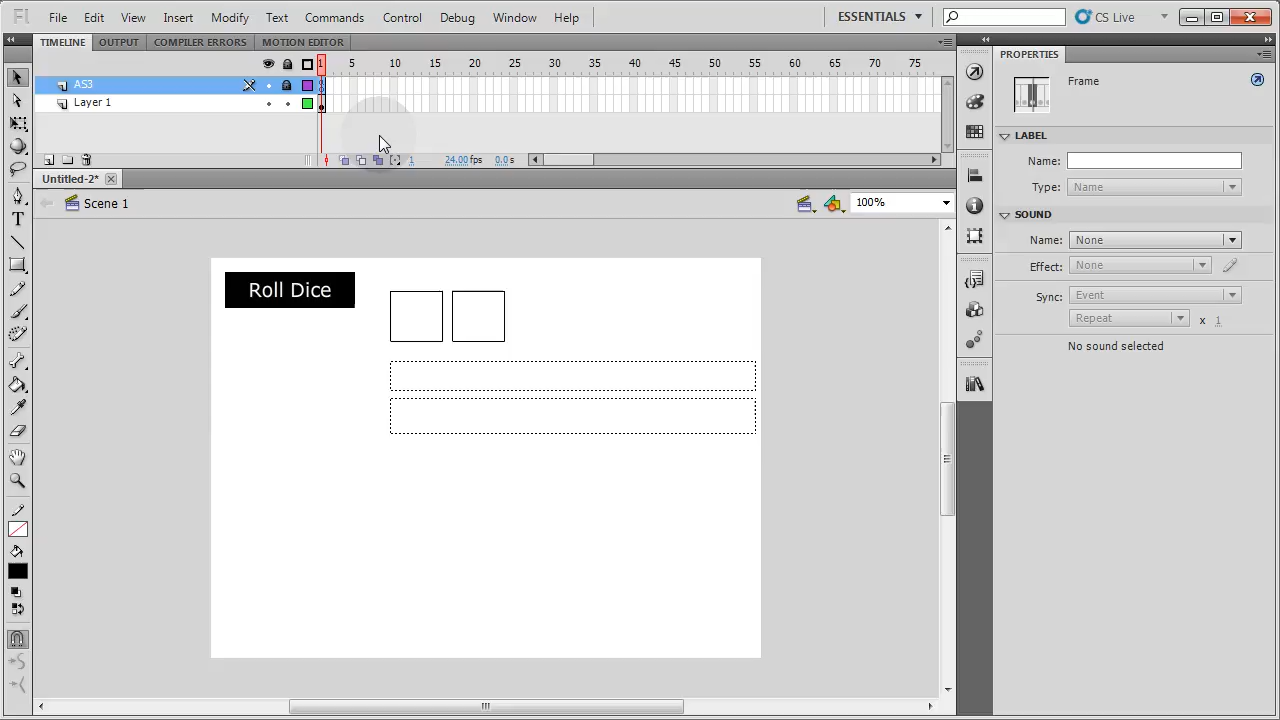 Fl File Edit View Insert Modify Text Commands Control Debug Window Help ESSENTIALS CS Live
TIMELINE OUTPUT COMPILER ERRORS MOTION EDITOR
1 5 10 15 20 25 30 35 40 45 50 55 60 65 70 75
AS3
Layer 1
1 24.00 fps 0.0 s
Untitled-2*
Scene 1 100%
Roll Dice
PROPERTIES
Frame
LABEL
Name:
Type: Name
SOUND
Name: None
Effect: None
Sync: Event
Repeat x 1
No sound selected